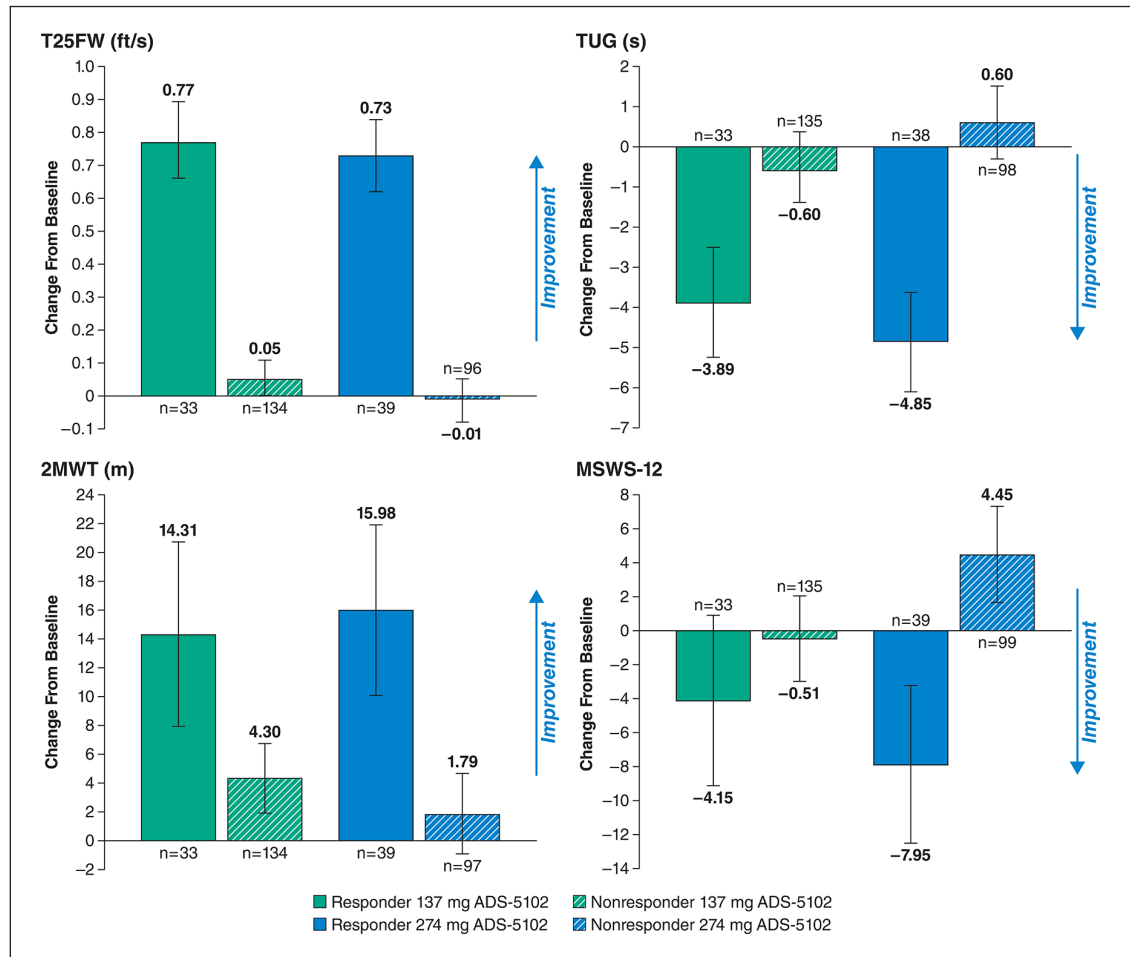 T25FW (ft/s)
Change From Baseline
1.0
0.9
0.8
0.7
0.6
0.5
0.4
0.3
0.2
0.1
0
–0.1
0.77
0.05
0.73
–0.01
n=33
n=134
n=39
n=96
Improvement
TUG (s)
Change From Baseline
2
1
0
–1
–2
–3
–4
–5
–6
–7
n=33
n=135
n=38
n=98
–3.89
–0.60
–4.85
0.60
Improvement
2MWT (m)
Change From Baseline
24
22
20
18
16
14
12
10
8
6
4
2
0
–2
14.31
4.30
15.98
1.79
n=33
n=134
n=39
n=97
Improvement
MSWS-12
Change From Baseline
8
6
4
2
0
–2
–4
–6
–8
–10
–12
–14
n=33
n=135
n=39
n=99
–4.15
–0.51
–7.95
4.45
Improvement
Responder 137 mg ADS-5102
Nonresponder 137 mg ADS-5102
Responder 274 mg ADS-5102
Nonresponder 274 mg ADS-5102